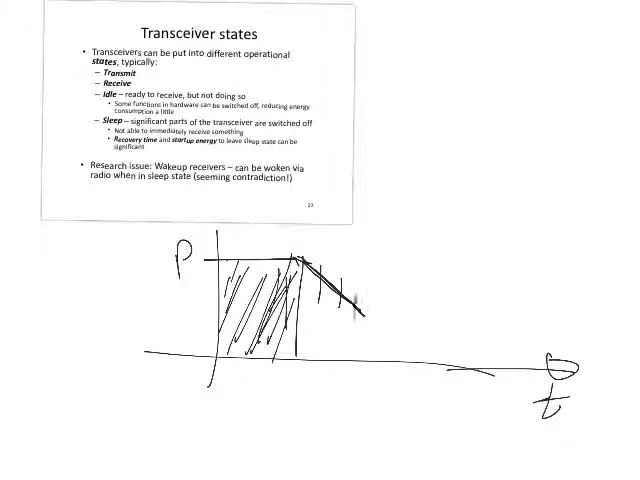 Transceiver states
• Transceivers can be put into different operational
states, typically:
– Transmit
– Receive
– Idle – ready to receive, but not doing so
• Some functions in hardware can be switched off, reducing energy
consumption a little
– Sleep – significant parts of the transceiver are switched off
• Not able to immediately receive something
• Recovery time and startup energy to leave sleep state can be
significant
• Research issue: Wakeup receivers – can be woken via
radio when in sleep state (seeming contradiction!)
23
P
t